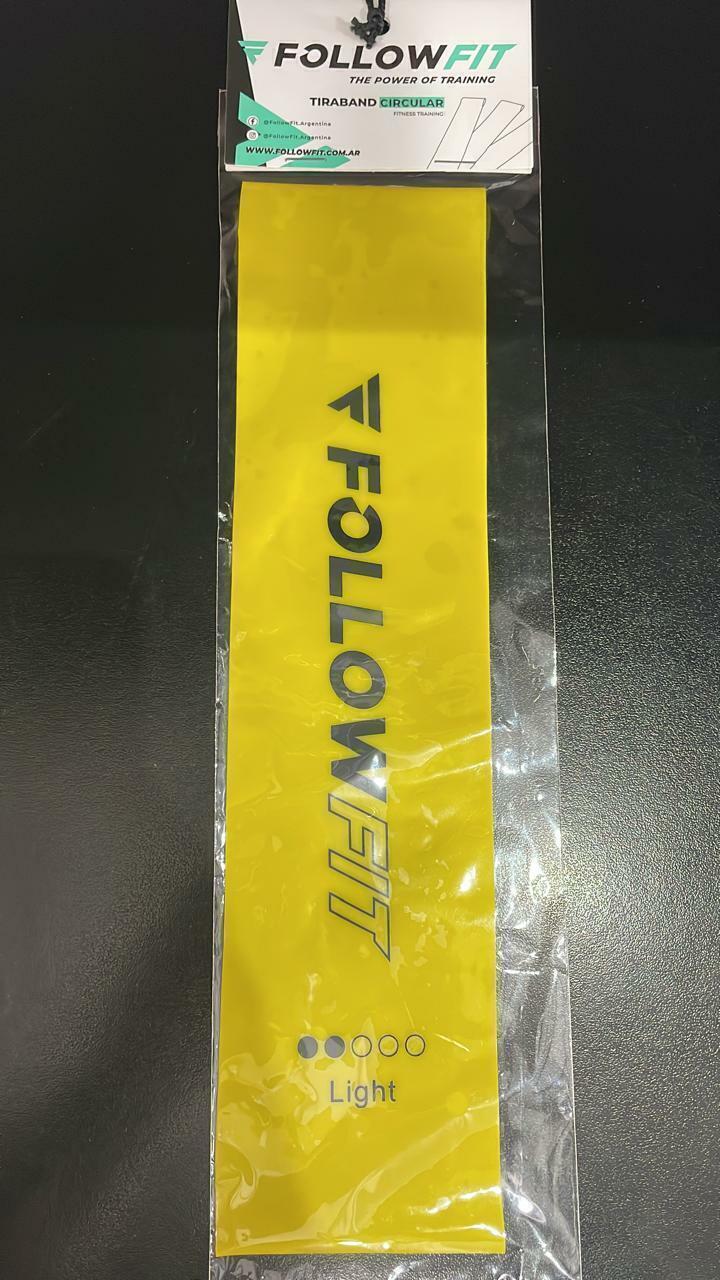 FOLLOWFIT
THE POWER OF TRAINING
TIRABAND CIRCULAR
FITNESS TRAINING
@FollowFit.Argentina
@FollowFit.Argentina
WWW.FOLLOWFIT.COM.AR
FOLLOWFIT
Light